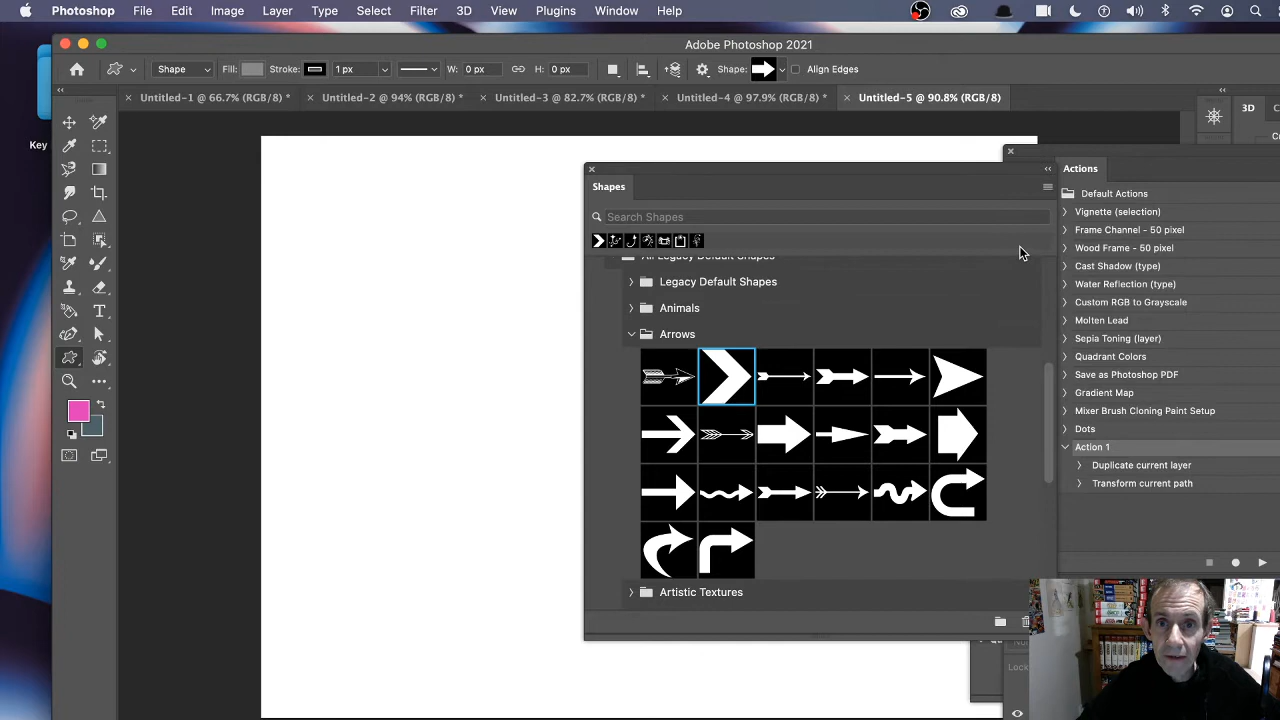 Photoshop File Edit Image Layer Type Select Filter 3D View Plugins Window Help
Adobe Photoshop 2021
Shape Fill: Stroke: 1 px W: 0 px H: 0 px Shape: Align Edges
Untitled-1 @ 66.7% (RGB/8) * Untitled-2 @ 94% (RGB/8) * Untitled-3 @ 82.7% (RGB/8) * Untitled-4 @ 97.9% (RGB/8) * Untitled-5 @ 90.8% (RGB/8)
3D
Key
Shapes
Search Shapes
All Legacy Default Shapes
Legacy Default Shapes
Animals
Arrows
Artistic Textures
Actions
Default Actions
Vignette (selection)
Frame Channel - 50 pixel
Wood Frame - 50 pixel
Cast Shadow (type)
Water Reflection (type)
Custom RGB to Grayscale
Molten Lead
Sepia Toning (layer)
Quadrant Colors
Save as Photoshop PDF
Gradient Map
Mixer Brush Cloning Paint Setup
Dots
Action 1
Duplicate current layer
Transform current path
Lock